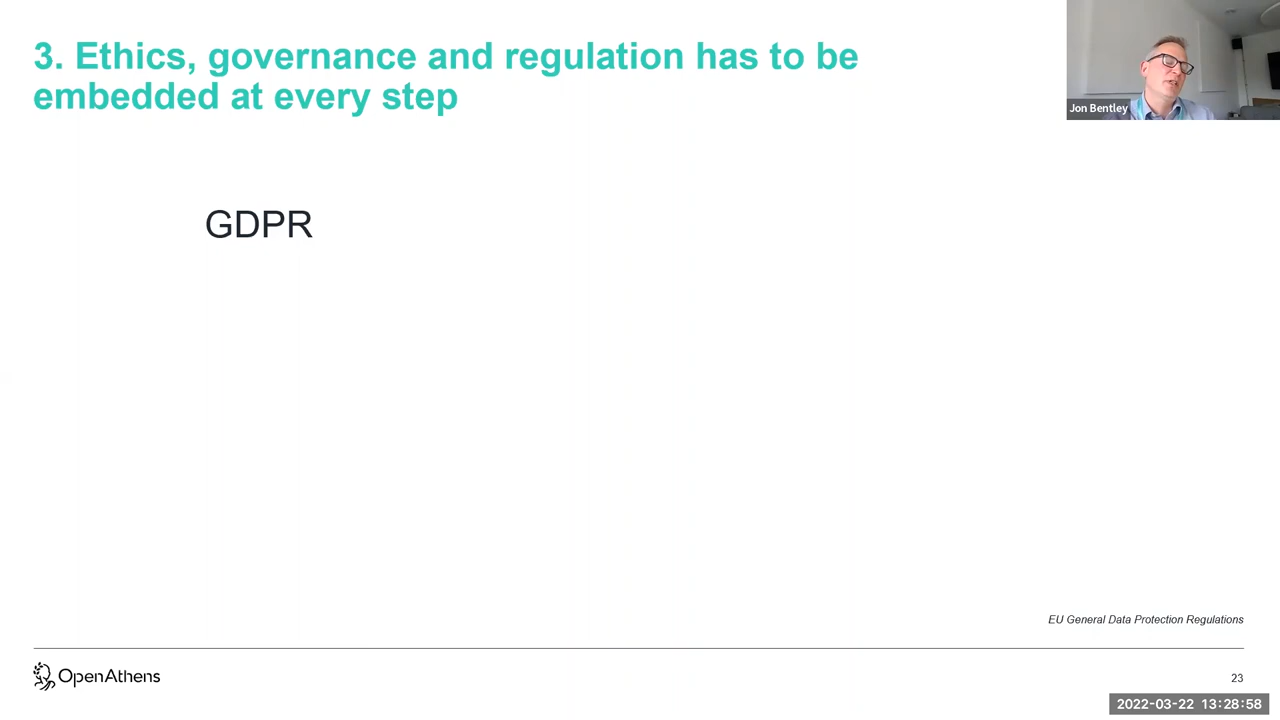 3. Ethics, governance and regulation has to be
embedded at every step
Jon Bentley
GDPR
EU General Data Protection Regulations
OpenAthens
23
2022-03-22 13:28:58